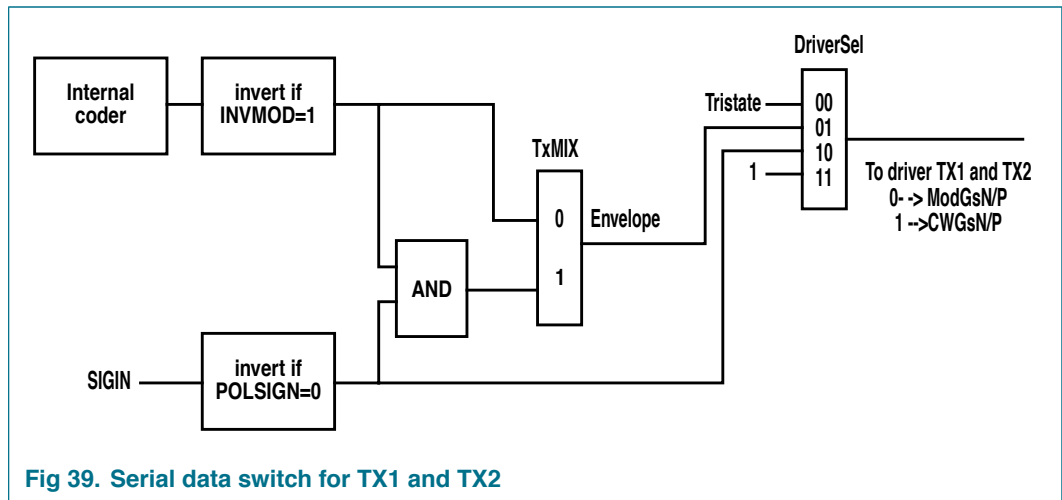 Internal
coder
invert if
INVMOD=1
TxMIX
0
1
Envelope
AND
SIGIN
invert if
POLSIGN=0
DriverSel
Tristate
00
01
10
1
11
To driver TX1 and TX2
0- -> ModGsN/P
1 -->CWGsN/P
Fig 39. Serial data switch for TX1 and TX2